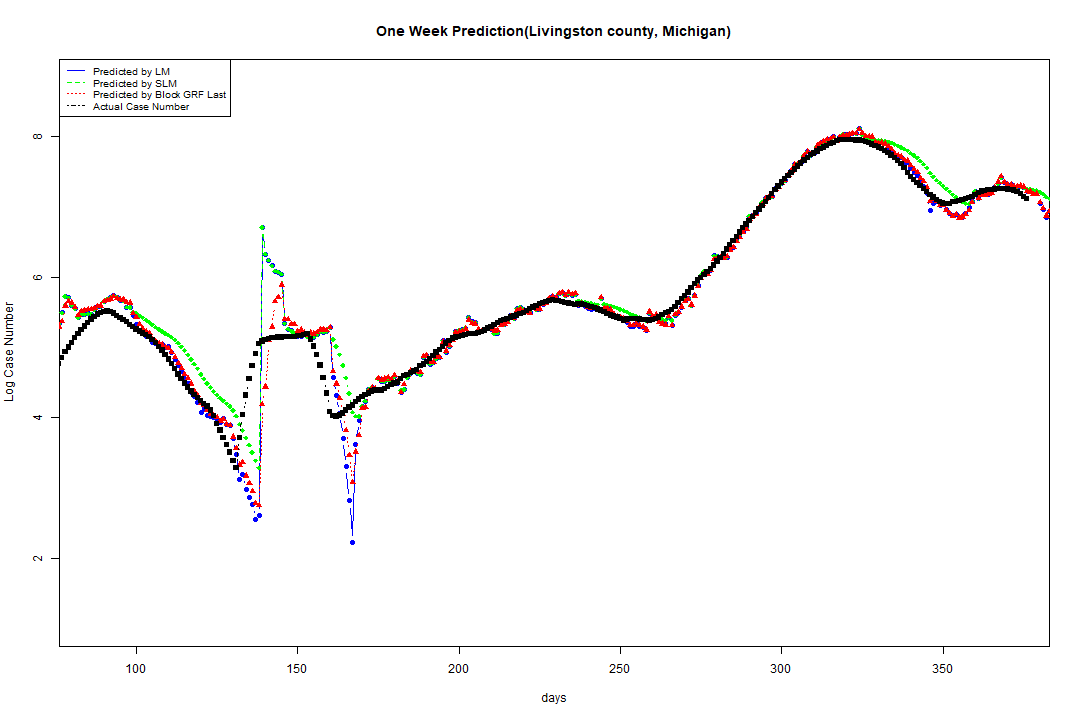 One Week Prediction(Livingston county, Michigan)
Predicted by LM
Predicted by SLM
Predicted by Block GRF Last
Actual Case Number
8
6
4
2
Log Case Number
100 150 200 250 300 350
days